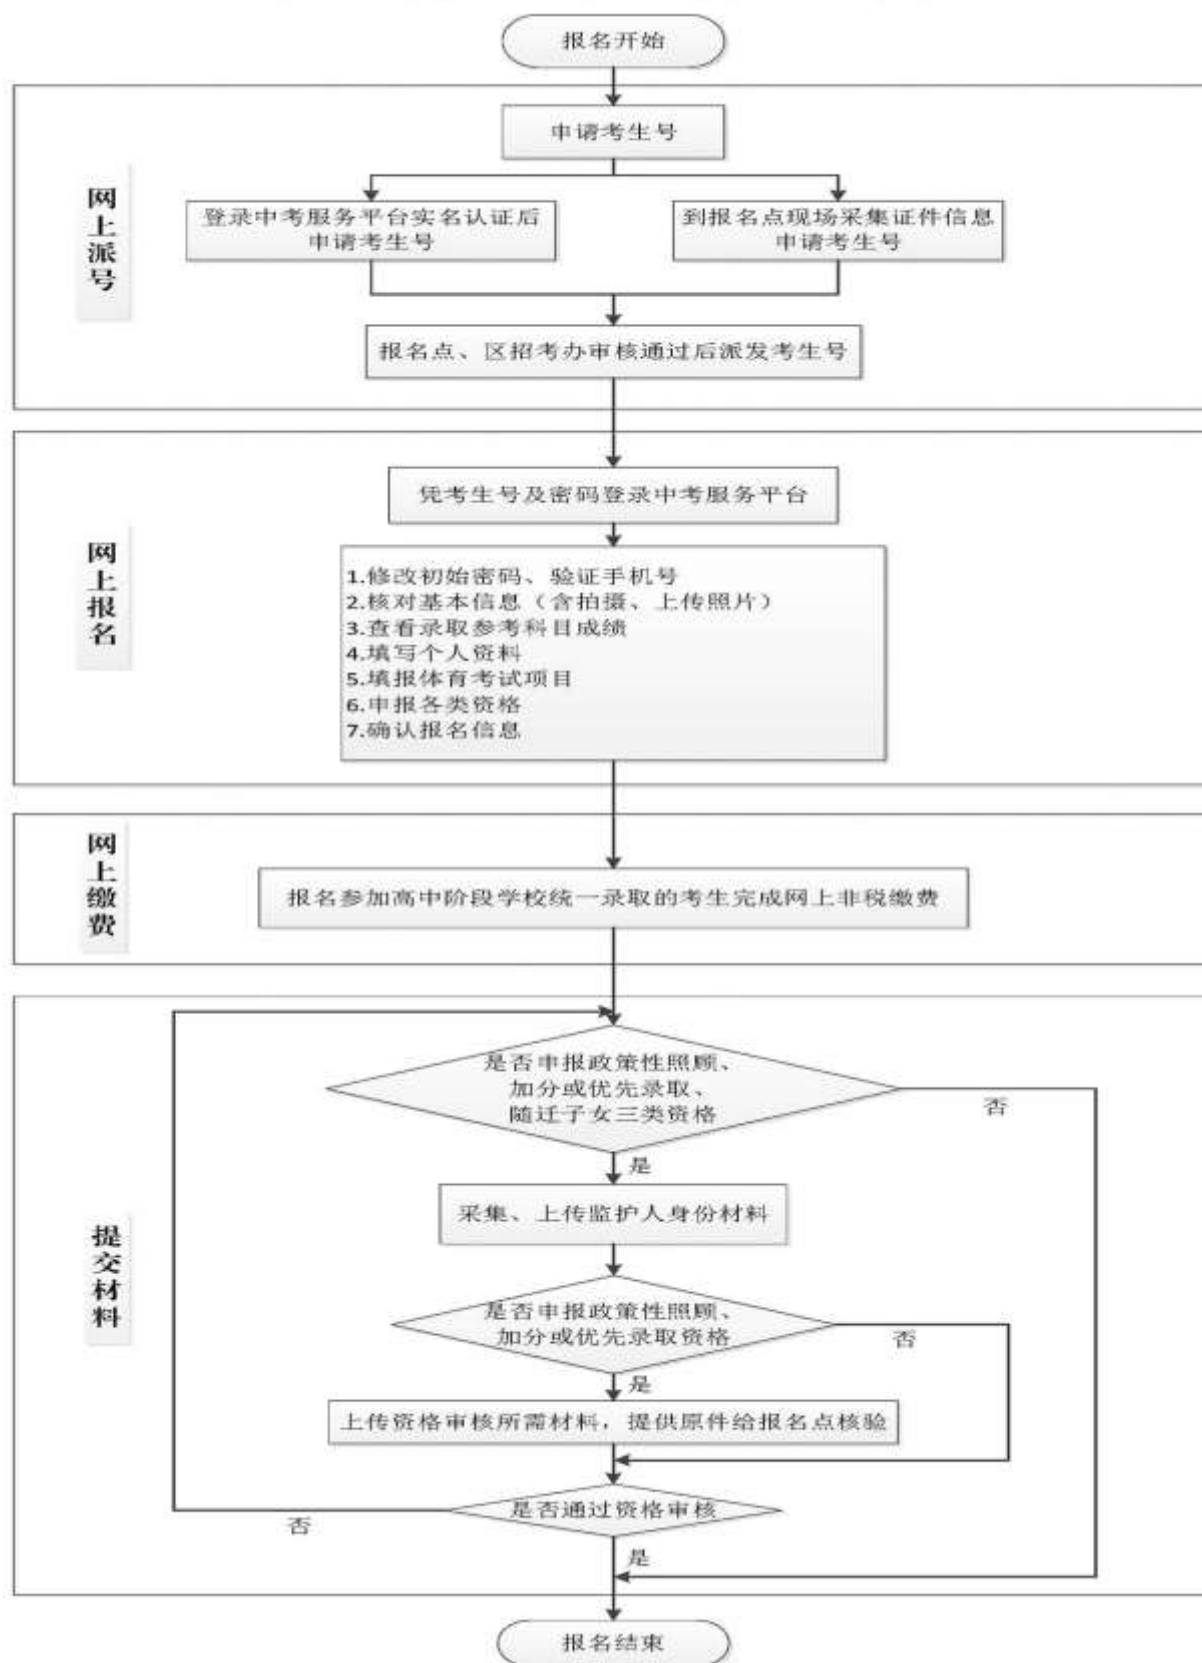 报名开始
网上派号
申请考生号
登录中考服务平台实名认证后
申请考生号
到报名点现场采集证件信息
申请考生号
报名点、区招考办审核通过后派发考生号
网上报名
凭考生号及密码登录中考服务平台
1.修改初始密码、验证手机号
2.核对基本信息（含拍摄、上传照片）
3.查看录取参考科目成绩
4.填写个人资料
5.填报体育考试项目
6.申报各类资格
7.确认报名信息
网上缴费
报名参加高中阶段学校统一录取的考生完成网上非税缴费
提交材料
是否申报政策性照顾、
加分或优先录取、
随迁子女三类资格
否
是
采集、上传监护人身份材料
是否申报政策性照顾、
加分或优先录取资格
否
是
上传资格审核所需材料，提供原件给报名点核验
是否通过资格审核
否
是
报名结束